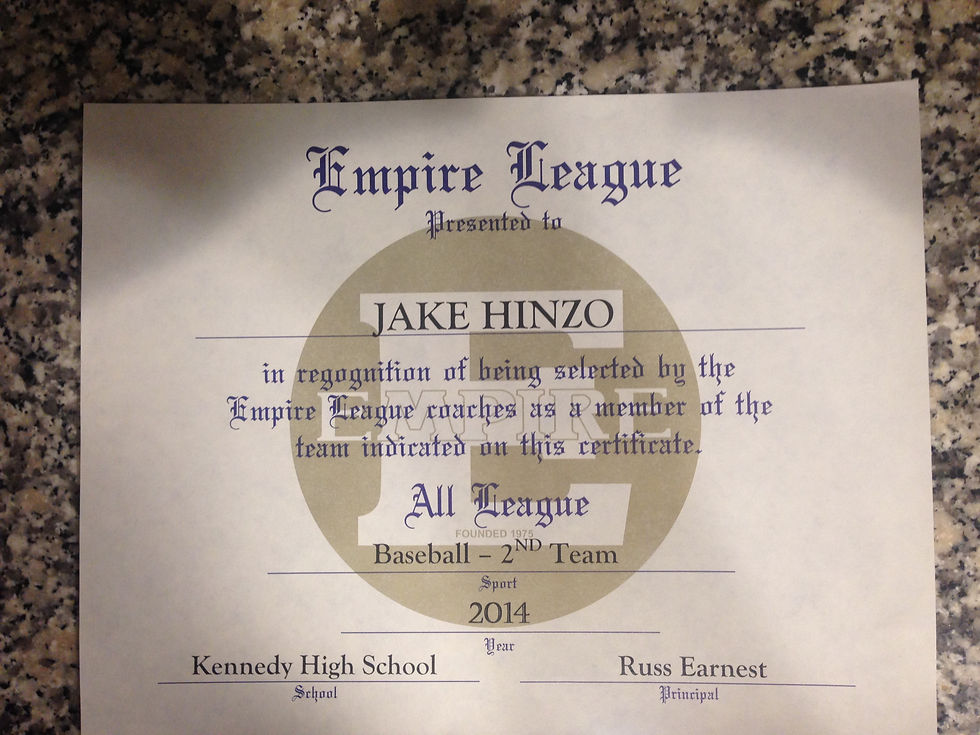 Empire League
Presented to
JAKE HINZO
in regognition of being selected by the
Empire League coaches as a member of the
EMPIRE
team indicated on this certificate.
All League
FOUNDED 1975
Baseball – 2ND Team
Sport
2014
Year
Kennedy High School Russ Earnest
School Principal